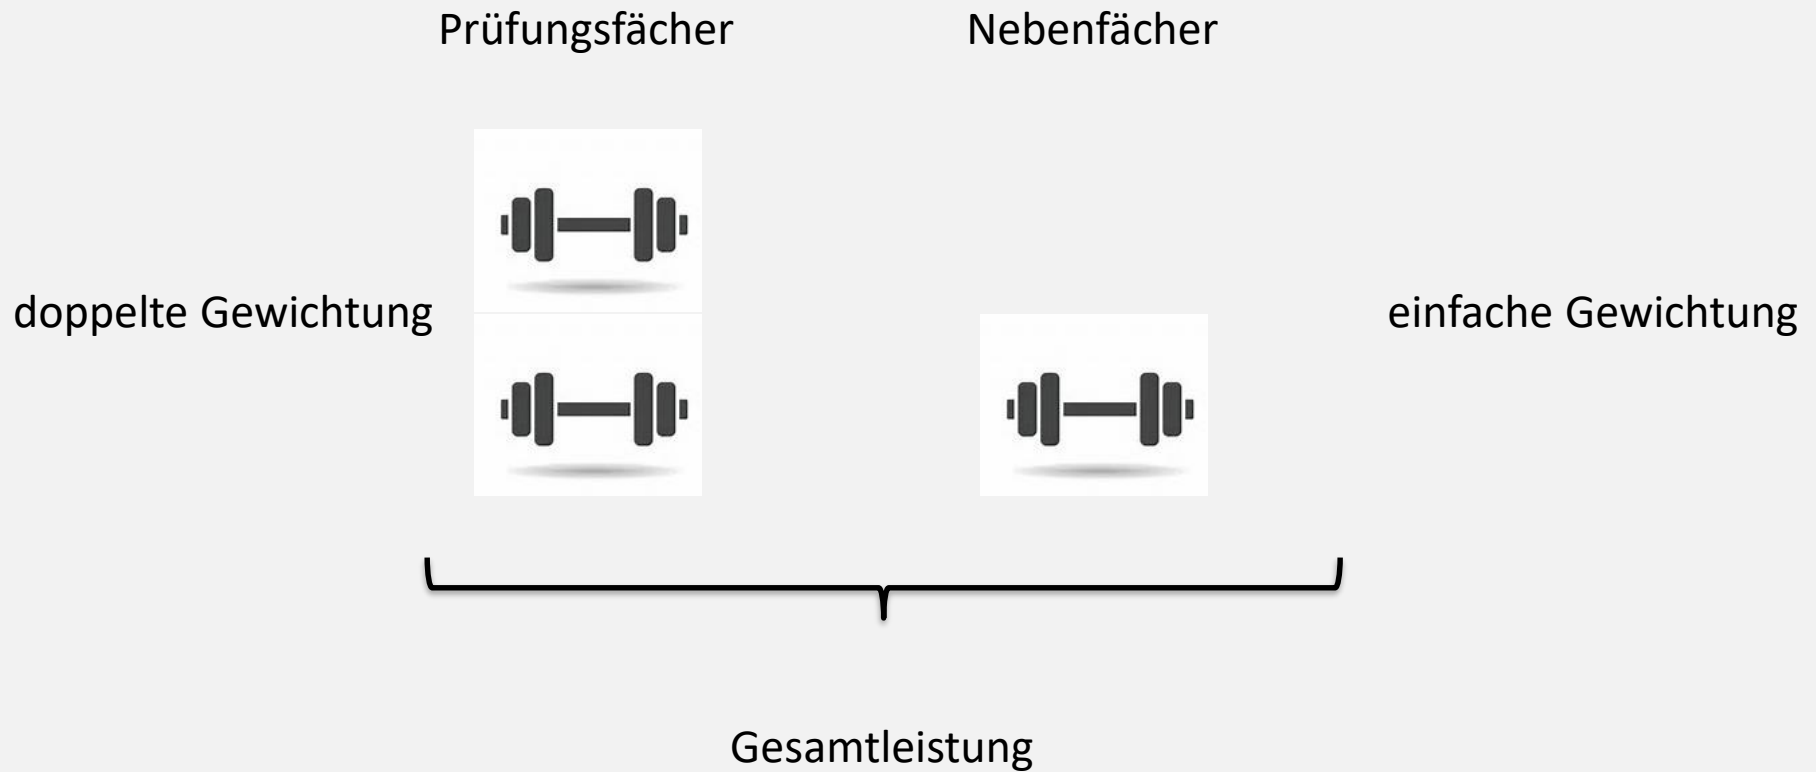 Prüfungsfächer
Nebenfächer
doppelte Gewichtung
einfache Gewichtung
Gesamtleistung